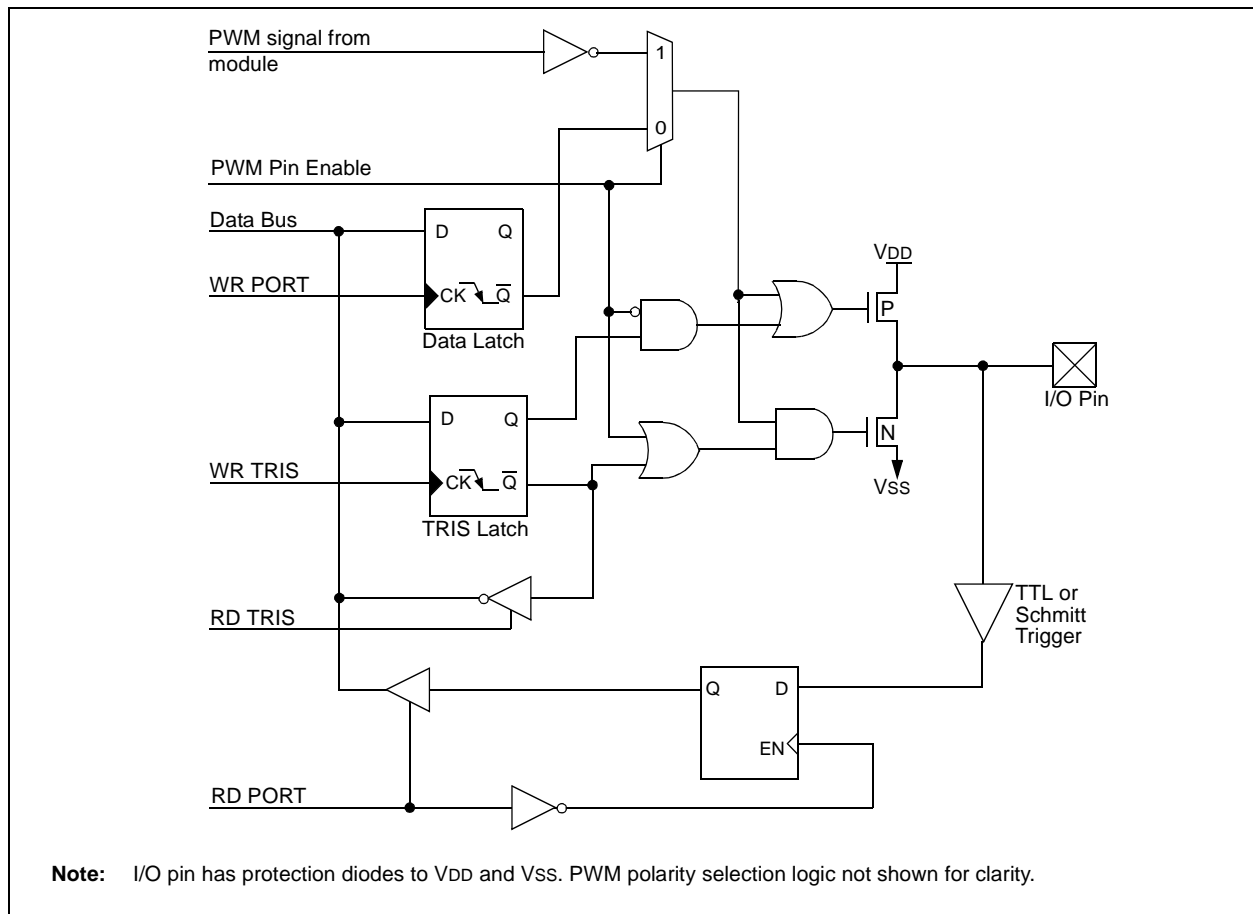 PWM signal from
module
1
0
PWM Pin Enable
Data Bus
D Q
WR PORT
CK Q̅
Data Latch
VDD
P
I/O Pin
D Q
N
WR TRIS
CK Q̅
VSS
TRIS Latch
TTL or
Schmitt
Trigger
RD TRIS
Q D
EN
RD PORT
Note: I/O pin has protection diodes to VDD and VSS. PWM polarity selection logic not shown for clarity.